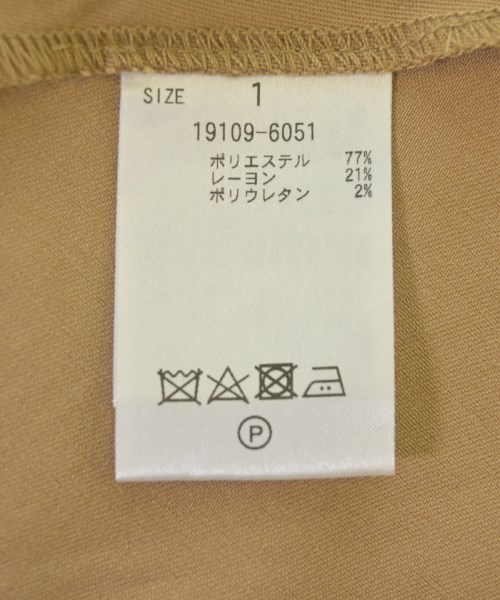 SIZE 1
19109-6051
ポリエステル 77%
レーヨン 21%
ポリウレタン 2%
P